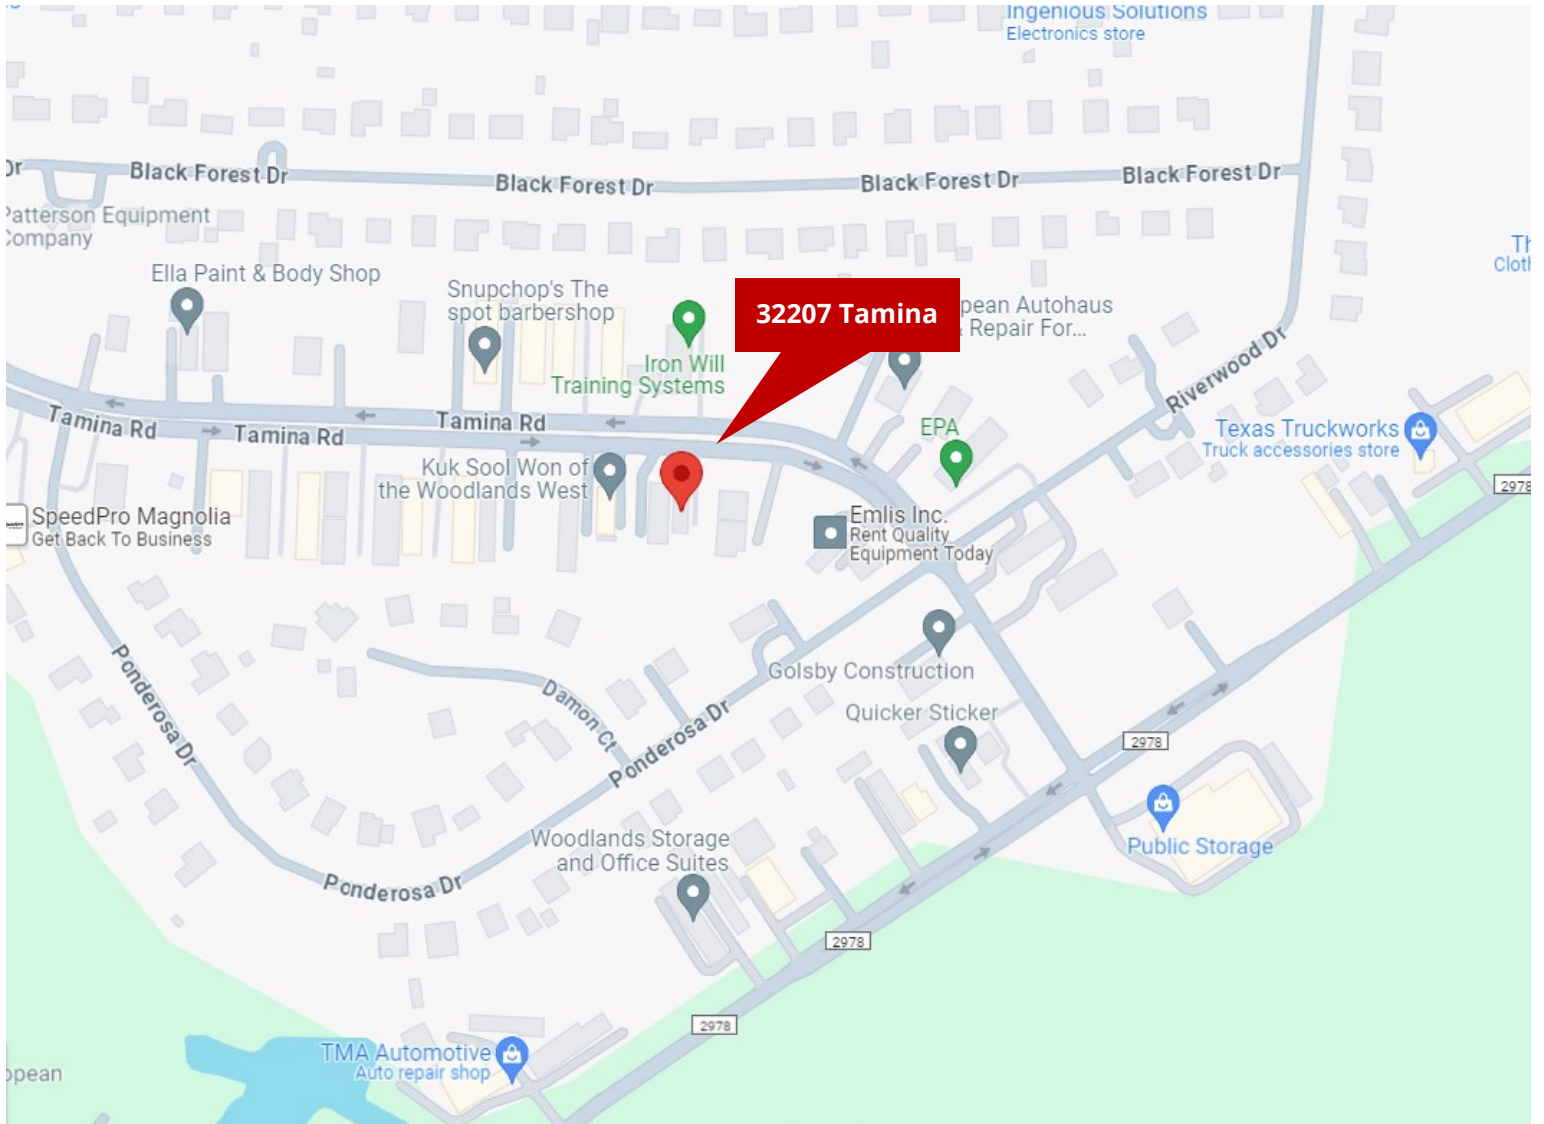 Ingenious Solutions
Electronics store
Dr
Black Forest Dr
Black Forest Dr
Black Forest Dr
Black Forest Dr
Patterson Equipment
Company
Ella Paint & Body Shop
Snupchop's The
spot barbershop
32207 Tamina
pean Autohaus
& Repair For...
Th
Cloth
Iron Will
Training Systems
Riverwood Dr
Tamina Rd
Tamina Rd
Tamina Rd
EPA
Texas Truckworks
Truck accessories store
Kuk Sool Won of
the Woodlands West
2978
SpeedPro Magnolia
Get Back To Business
Emlis Inc.
Rent Quality
Equipment Today
Ponderosa Dr
Damon Ct
Golsby Construction
Ponderosa Dr
Quicker Sticker
2978
Woodlands Storage
and Office Suites
Public Storage
Ponderosa Dr
2978
2978
TMA Automotive
Auto repair shop
opean